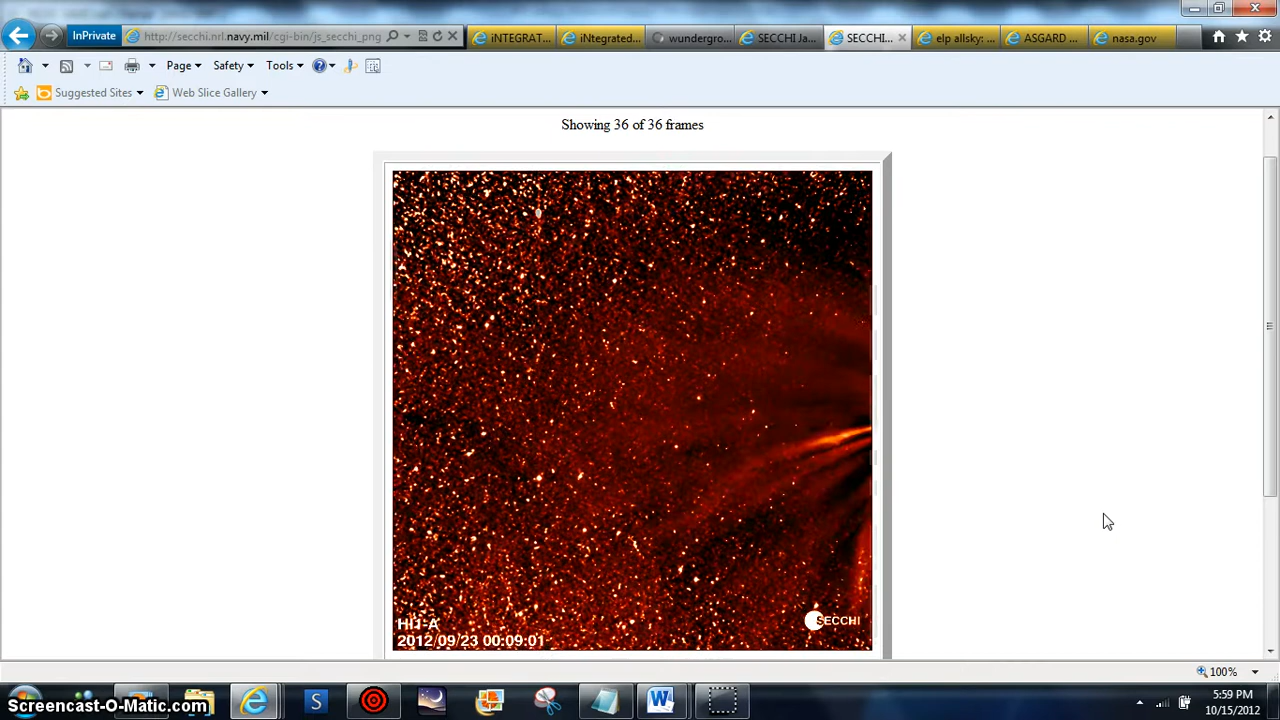 InPrivate
http://secchi.nrl.navy.mil/cgi-bin/js_secchi_png
iNTEGRAT...
iNtegrated...
wundergro...
SECCHI Ja...
SECCHI...
elp allsky: ...
ASGARD ...
nasa.gov
Page
Safety
Tools
Suggested Sites
Web Slice Gallery
Showing 36 of 36 frames
HI1-A
2012/09/23 00:09:01
SECCHI
100%
Screencast-O-Matic.com
5:59 PM
10/15/2012